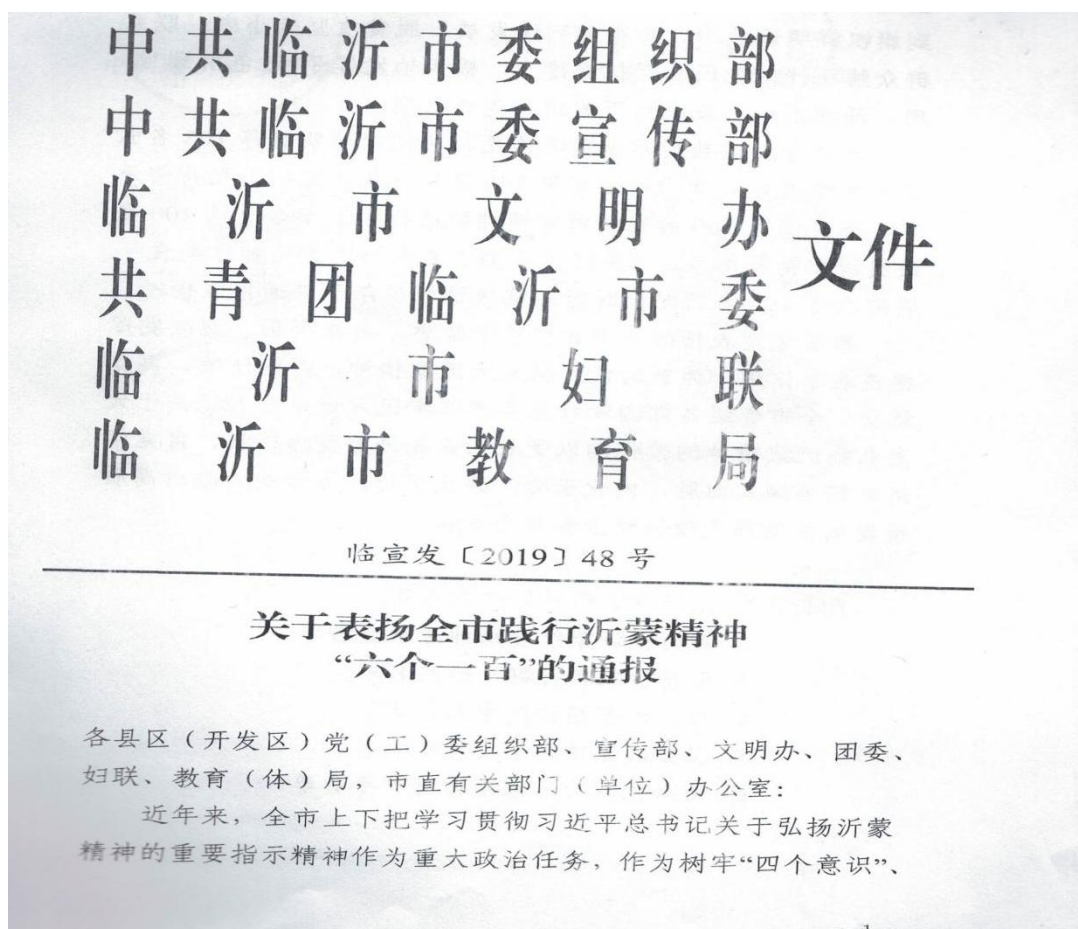 中共临沂市委组织部
中共临沂市委宣传部
临沂市文明办
共青团临沂市委
临沂市妇联
临沂市教育局
文件
临宣发〔2019〕48号
关于表扬全市践行沂蒙精神
“六个一百”的通报
各县区（开发区）党（工）委组织部、宣传部、文明办、团委、
妇联、教育（体）局，市直有关部门（单位）办公室：
近年来，全市上下把学习贯彻习近平总书记关于弘扬沂蒙
精神的重要指示精神作为重大政治任务，作为树牢“四个意识”、